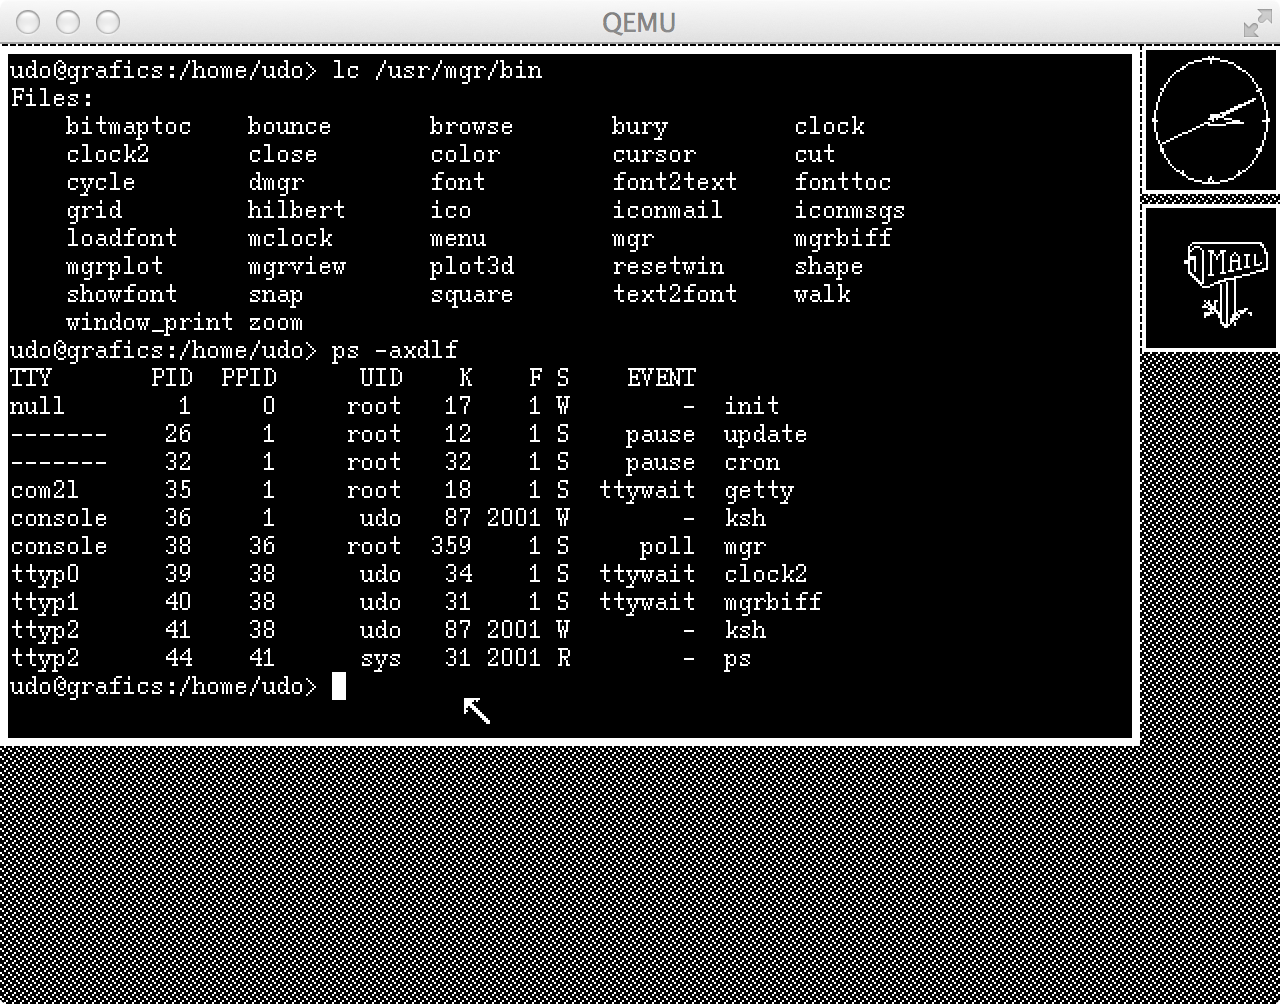 QEMU
udo@grafics:/home/udo> lc /usr/mgr/bin
Files:
bitmaptoc bounce browse bury clock
clock2 close color cursor cut
cycle dmgr font font2text fonttoc
grid hilbert ico iconmail iconmsgs
loadfont mclock menu mgr mgrbiff
mgrplot mgrview plot3d resetwin shape
showfont snap square text2font walk
window_print zoom
udo@grafics:/home/udo> ps -axdlf
TTY PID PPID UID K F S EVENT
null 1 0 root 17 1 W - init
------- 26 1 root 12 1 S pause update
------- 32 1 root 32 1 S pause cron
com2l 35 1 root 18 1 S ttywait getty
console 36 1 udo 87 2001 W - ksh
console 38 36 root 359 1 S poll mgr
ttyp0 39 38 udo 34 1 S ttywait clock2
ttyp1 40 38 udo 31 1 S ttywait mgrbiff
ttyp2 41 38 udo 87 2001 W - ksh
ttyp2 44 41 sys 31 2001 R - ps
udo@grafics:/home/udo>
MAIL